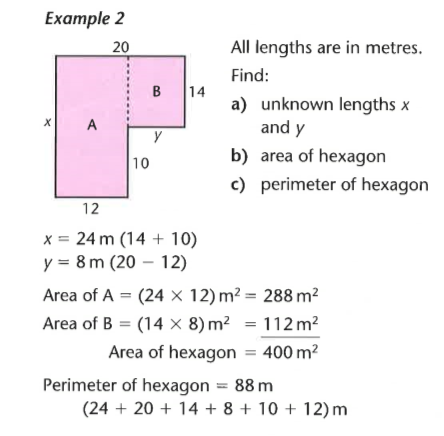 Example 2
20
All lengths are in metres.
Find:
B
14
a) unknown lengths x
and y
x
A
y
b) area of hexagon
10
c) perimeter of hexagon
12
x = 24 m (14 + 10)
y = 8 m (20 − 12)
Area of A = (24 × 12) m² = 288 m²
Area of B = (14 × 8) m² = 112 m²
Area of hexagon = 400 m²
Perimeter of hexagon = 88 m
(24 + 20 + 14 + 8 + 10 + 12) m